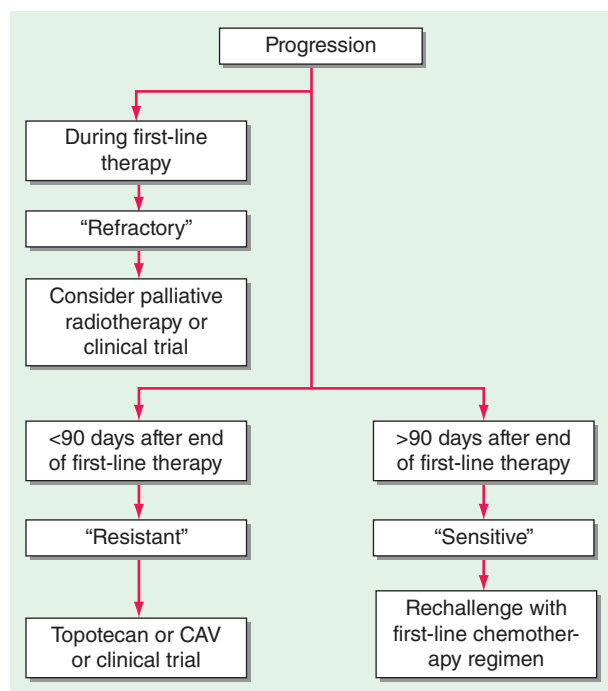 Progression
During first-line
therapy
“Refractory”
Consider palliative
radiotherapy or
clinical trial
<90 days after end
of first-line therapy
>90 days after end
of first-line therapy
“Resistant”
“Sensitive”
Topotecan or CAV
or clinical trial
Rechallenge with
first-line chemother-
apy regimen